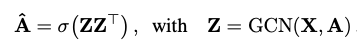 Â = σ(ZZ⊤), with Z = GCN(X, A)